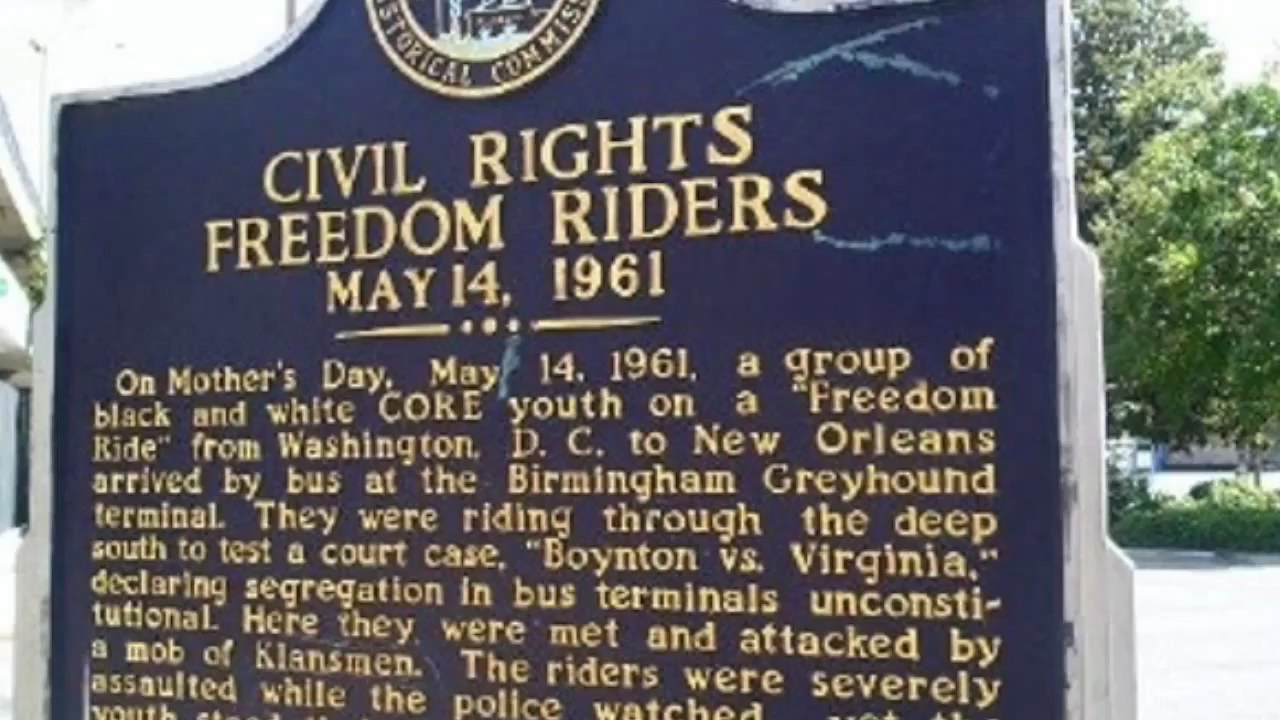 HISTORICAL COMMISS
CIVIL RIGHTS
FREEDOM RIDERS
MAY 14, 1961
On Mother's Day, May 14, 1961, a group of
black and white CORE youth on a "Freedom
Ride" from Washington, D. C. to New Orleans
arrived by bus at the Birmingham Greyhound
terminal. They were riding through the deep
south to test a court case, "Boynton vs. Virginia,"
declaring segregation in bus terminals unconsti-
tutional. Here they were met and attacked by
a mob of Klansmen. The riders were severely
assaulted while the police watched, yet the
youth stood